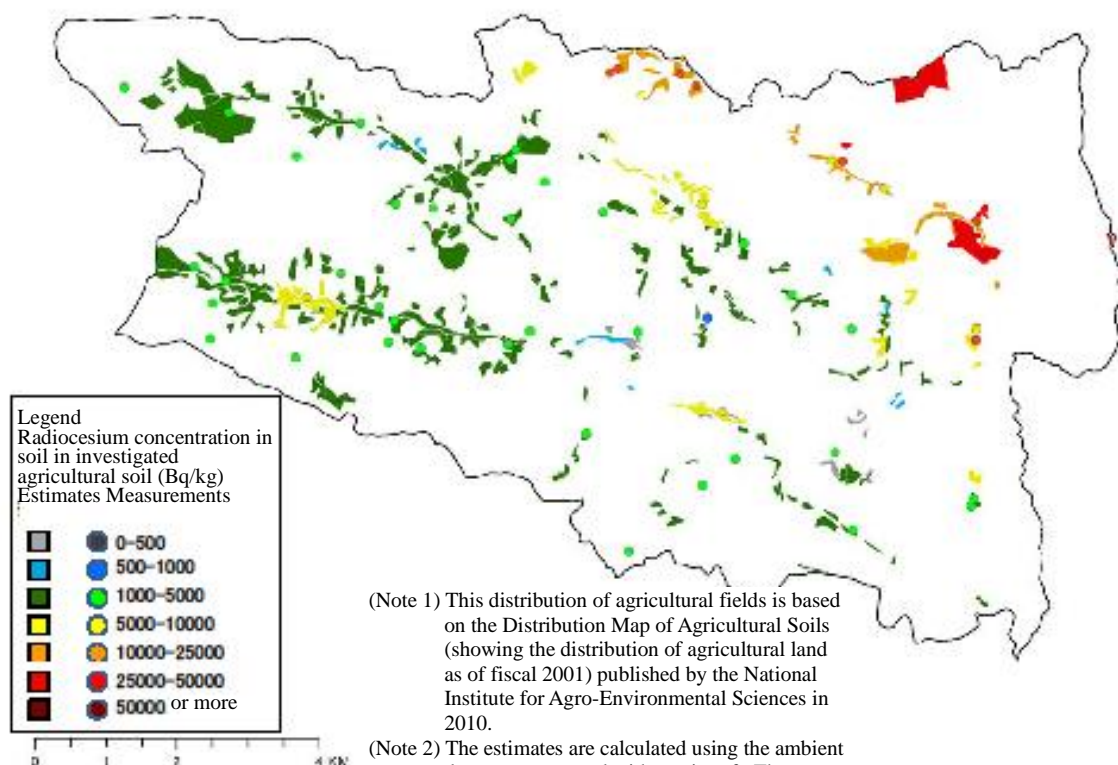 Legend
Radiocesium concentration in
soil in investigated
agricultural soil (Bq/kg)
Estimates Measurements
0-500
500-1000
1000-5000
5000-10000
10000-25000
25000-50000
50000 or more
0 1 2 4 KM
(Note 1) This distribution of agricultural fields is based
on the Distribution Map of Agricultural Soils
(showing the distribution of agricultural land
as of fiscal 2001) published by the National
Institute for Agro-Environmental Sciences in
2010.
(Note 2) The estimates are calculated using the ambient